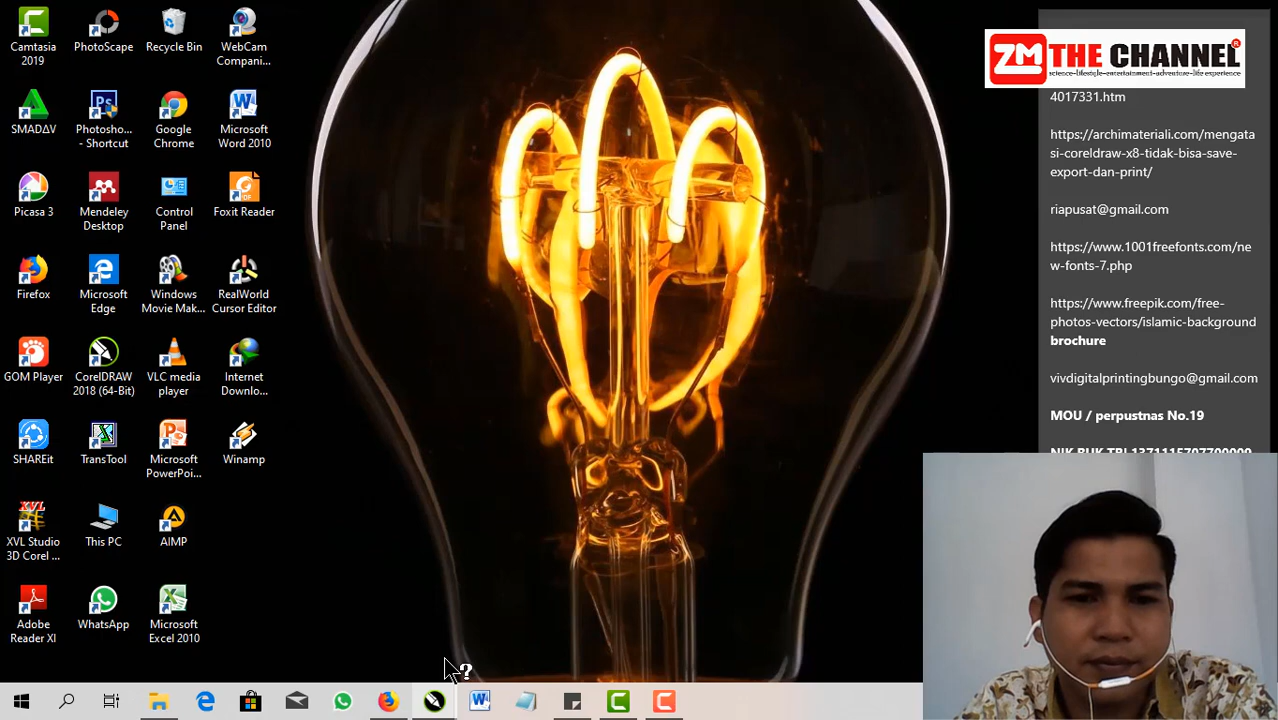 Camtasia
2019
PhotoScape
Recycle Bin
WebCam
Compani...
SMADΔV
Photosho...
- Shortcut
Google
Chrome
Microsoft
Word 2010
Picasa 3
Mendeley
Desktop
Control
Panel
Foxit Reader
Firefox
Microsoft
Edge
Windows
Movie Mak...
RealWorld
Cursor Editor
GOM Player
CorelDRAW
2018 (64-Bit)
VLC media
player
Internet
Downlo...
SHAREit
TransTool
Microsoft
PowerPoi...
Winamp
XVL Studio
3D Corel ...
This PC
AIMP
Adobe
Reader XI
WhatsApp
Microsoft
Excel 2010
ZM THE CHANNEL
science-lifestyle-entertainment-adventure-life experience
4017331.htm
https://archimateriali.com/mengata
si-coreldraw-x8-tidak-bisa-save-
export-dan-print/
riapusat@gmail.com
https://www.1001freefonts.com/ne
w-fonts-7.php
https://www.freepik.com/free-
photos-vectors/islamic-background
brochure
vivdigitalprintingbungo@gmail.com
MOU / perpustnas No.19